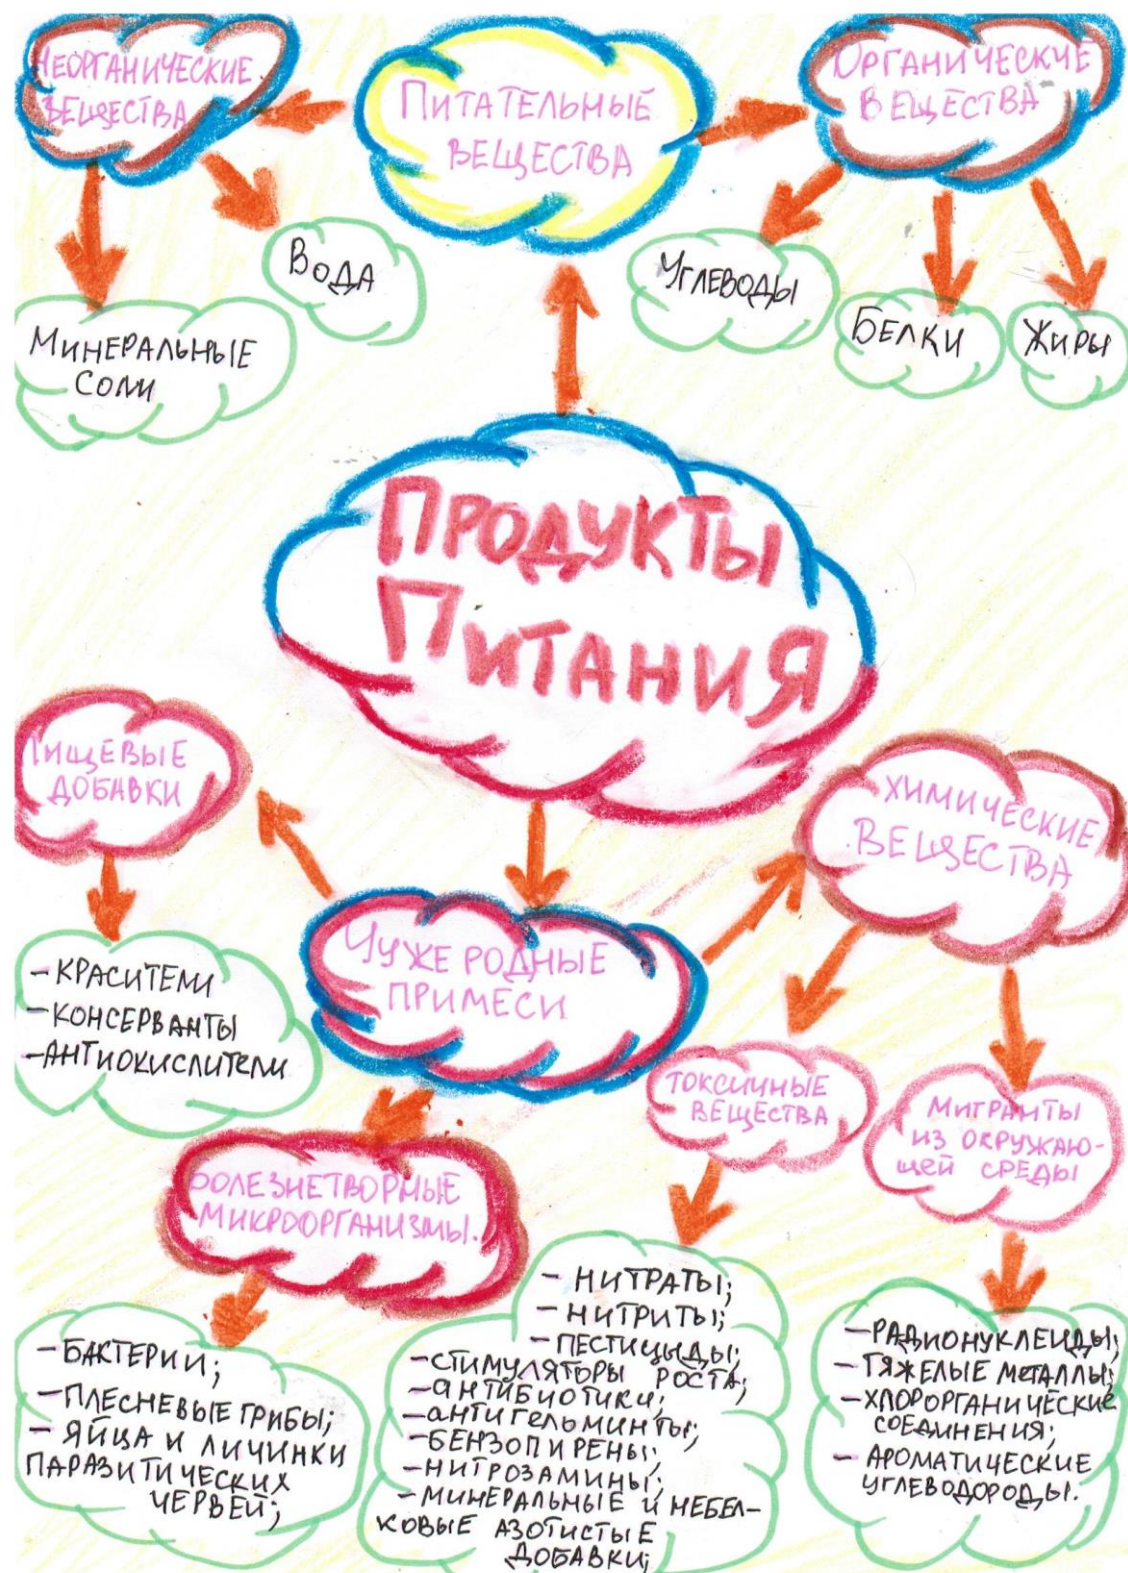 НЕОРГАНИЧЕСКИЕ
ВЕЩЕСТВА
ПИТАТЕЛЬНЫЕ
ВЕЩЕСТВА
ОРГАНИЧЕСКИЕ
ВЕЩЕСТВА
МИНЕРАЛЬНЫЕ
СОЛИ
ВОДА
УГЛЕВОДЫ
БЕЛКИ
ЖИРЫ
ПРОДУКТЫ
ПИТАНИЯ
ПИЩЕВЫЕ
ДОБАВКИ
- КРАСИТЕЛИ
- КОНСЕРВАНТЫ
- АНТИОКИСЛИТЕЛИ
ЧУЖЕРОДНЫЕ
ПРИМЕСИ
ХИМИЧЕСКИЕ
ВЕЩЕСТВА
БОЛЕЗНЕТВОРНЫЕ
МИКРООРГАНИЗМЫ.
- БАКТЕРИИ;
- ПЛЕСНЕВЫЕ ГРИБЫ;
- ЯЙЦА И ЛИЧИНКИ
ПАРАЗИТИЧЕСКИХ
ЧЕРВЕЙ;
ТОКСИЧНЫЕ
ВЕЩЕСТВА
- НИТРАТЫ;
- НИТРИТЫ;
- ПЕСТИЦЫДЫ;
- СТИМУЛЯТОРЫ РОСТА;
- АНТИБИОТИКИ;
- АНТИГЕЛЬМИНТЫ;
- БЕНЗОПИРЕНЫ;
- НИТРОЗАМИНЫ;
- МИНЕРАЛЬНЫЕ И НЕБЕЛ-
КОВЫЕ АЗОТИСТЫЕ
ДОБАВКИ;
МИГРАНТЫ
ИЗ ОКРУЖАЮ-
ЩЕЙ СРЕДЫ
- РАДИОНУКЛЕИДЫ;
- ТЯЖЕЛЫЕ МЕТАЛЛЫ;
- ХЛОРОРГАНИЧЕСКИЕ
СОЕДИНЕНИЯ;
- АРОМАТИЧЕСКИЕ
УГЛЕВОДОРОДЫ.